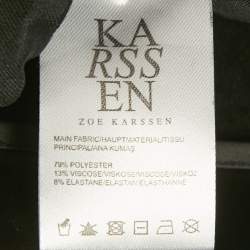 KA
RSS
EN
ZOE KARSSEN
MAIN FABRIC/HAUPTMATERIAL/TISSU
PRINCIPAL/ANA KUMAŞ
79% POLYESTER
13% VISCOSE/VISKOSE/VISCOSE/VISKOZ
8% ELASTANE/ELASTAN/ELASTHANNE